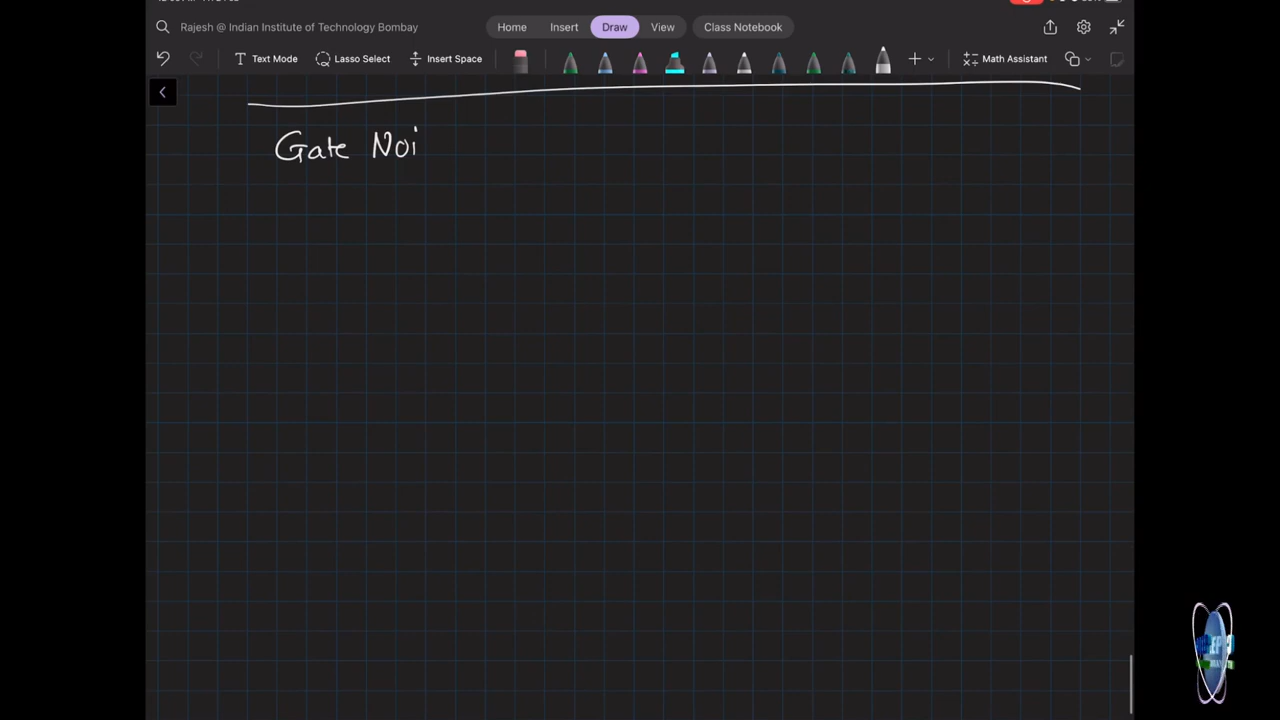 Rajesh @ Indian Institute of Technology Bombay
Home Insert Draw View Class Notebook
Text Mode Lasso Select Insert Space Math Assistant
Gate Noi